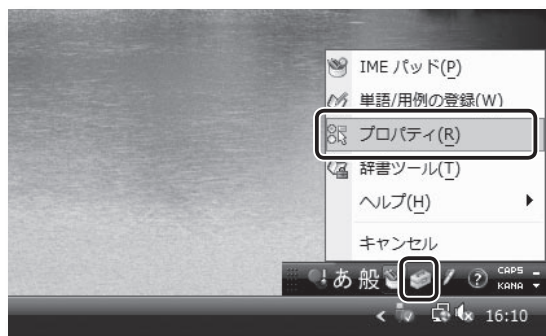 IME パッド(P)
単語/用例の登録(W)
プロパティ(R)
辞書ツール(T)
ヘルプ(H)
キャンセル
あ 般 CAPS
KANA
16:10